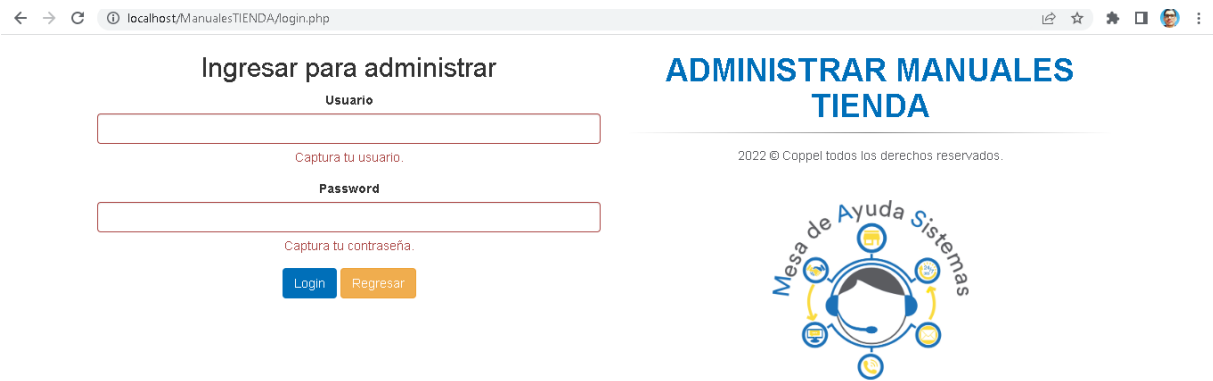 localhost/ManualesTIENDA/login.php
Ingresar para administrar
Usuario
Captura tu usuario.
Password
Captura tu contraseña.
Login Regresar
ADMINISTRAR MANUALES
TIENDA
2022 © Coppel todos los derechos reservados.
Mesa de Ayuda Sistemas